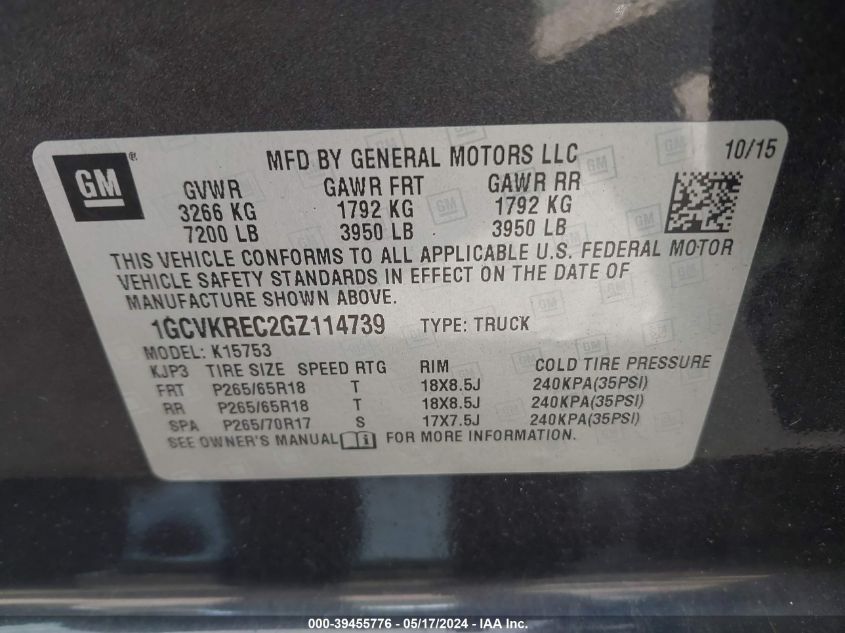 GM ®
MFD BY GENERAL MOTORS LLC 10/15
GVWR GAWR FRT GAWR RR
3266 KG 1792 KG 1792 KG
7200 LB 3950 LB 3950 LB
THIS VEHICLE CONFORMS TO ALL APPLICABLE U.S. FEDERAL MOTOR
VEHICLE SAFETY STANDARDS IN EFFECT ON THE DATE OF
MANUFACTURE SHOWN ABOVE.
1GCVKREC2GZ114739 TYPE: TRUCK
MODEL: K15753
KJP3 TIRE SIZE SPEED RTG RIM COLD TIRE PRESSURE
FRT P265/65R18 T 18X8.5J 240KPA(35PSI)
RR P265/65R18 T 18X8.5J 240KPA(35PSI)
SPA P265/70R17 S 17X7.5J 240KPA(35PSI)
SEE OWNER'S MANUAL FOR MORE INFORMATION.
000-39455776 - 05/17/2024 - IAA Inc.